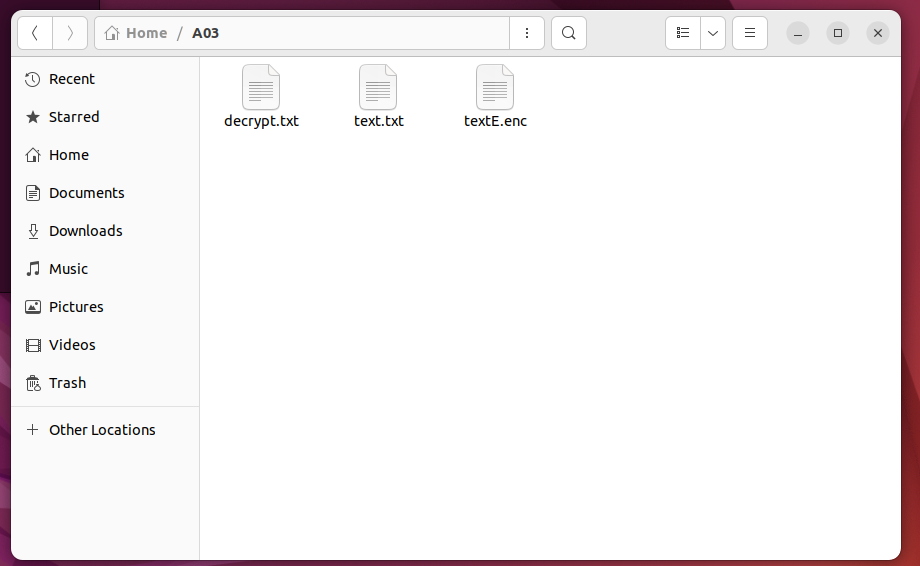 Home / A03
Recent
Starred
Home
Documents
Downloads
Music
Pictures
Videos
Trash
Other Locations
decrypt.txt
text.txt
textE.enc